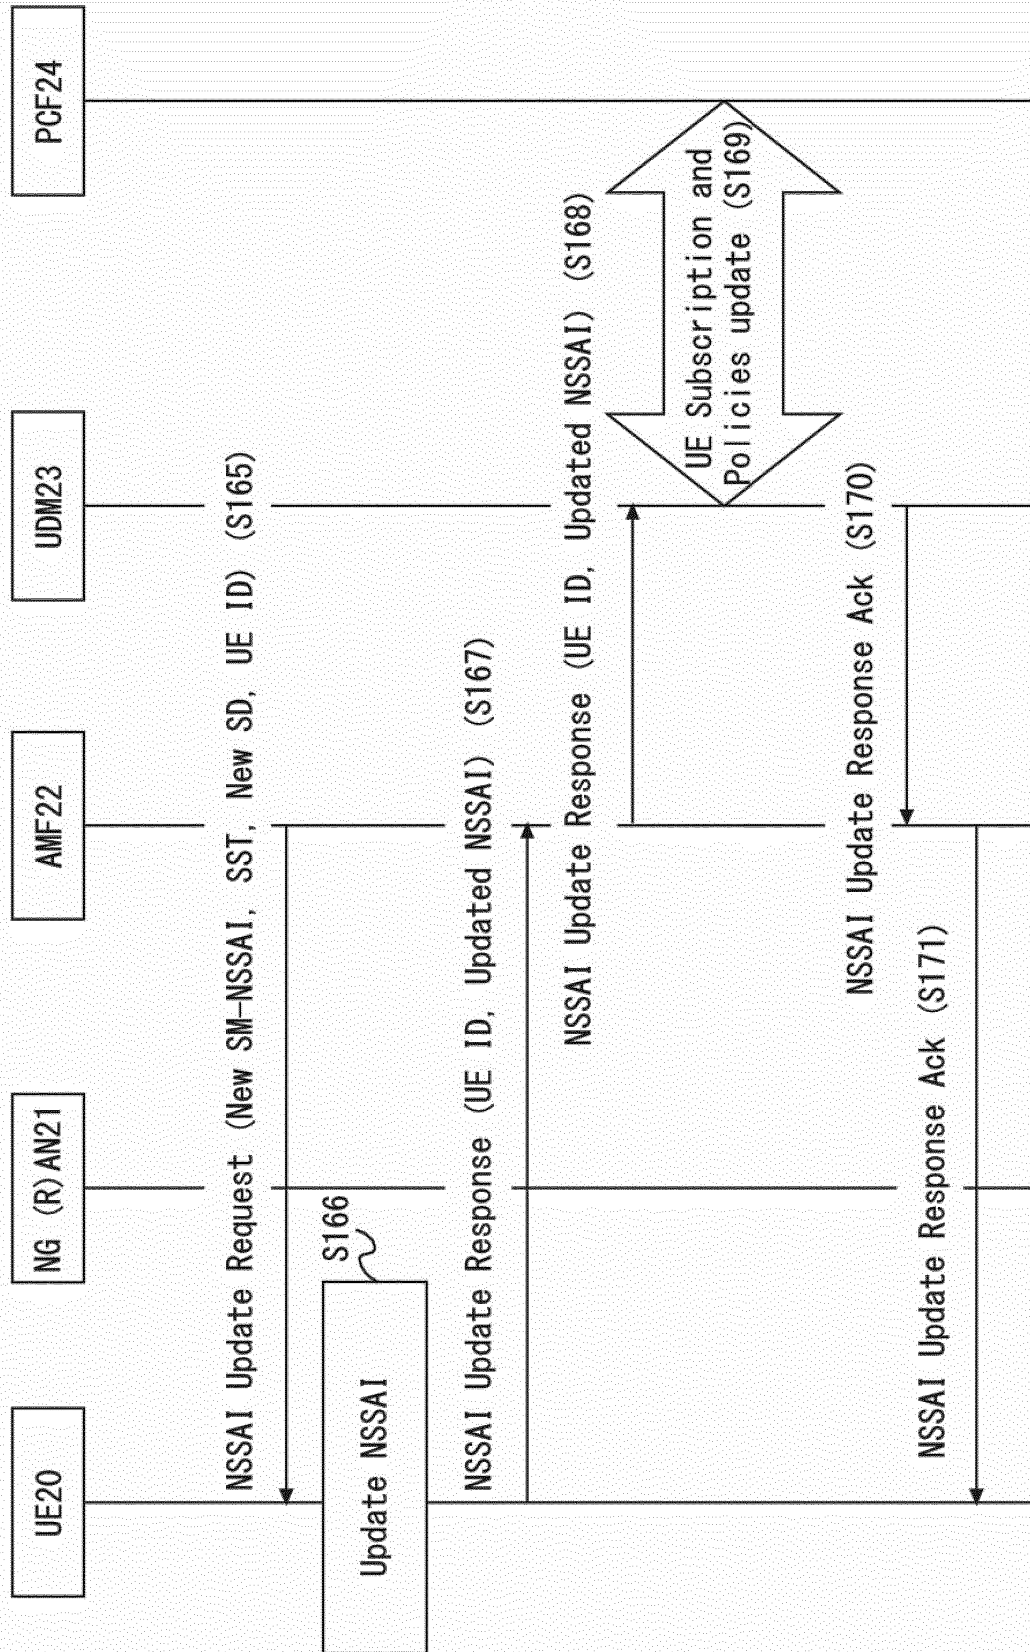 UE20
NG (R) AN21
AMF22
UDM23
PCF24
NSSAI Update Request (New SM-NSSAI, SST, New SD, UE ID) (S165)
S166
Update NSSAI
NSSAI Update Response (UE ID, Updated NSSAI) (S167)
NSSAI Update Response (UE ID, Updated NSSAI) (S168)
UE Subscription and
Policies update (S169)
NSSAI Update Response Ack (S170)
NSSAI Update Response Ack (S171)